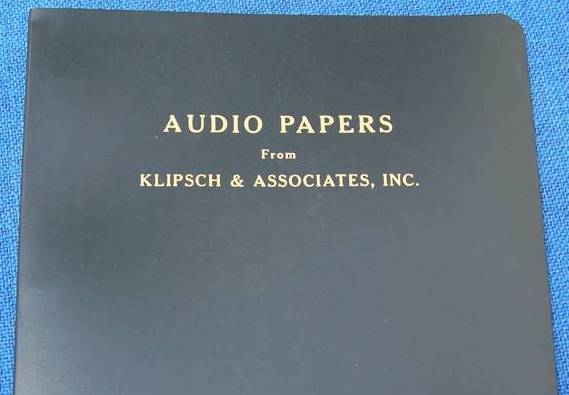 AUDIO PAPERS
From
KLIPSCH & ASSOCIATES, INC.